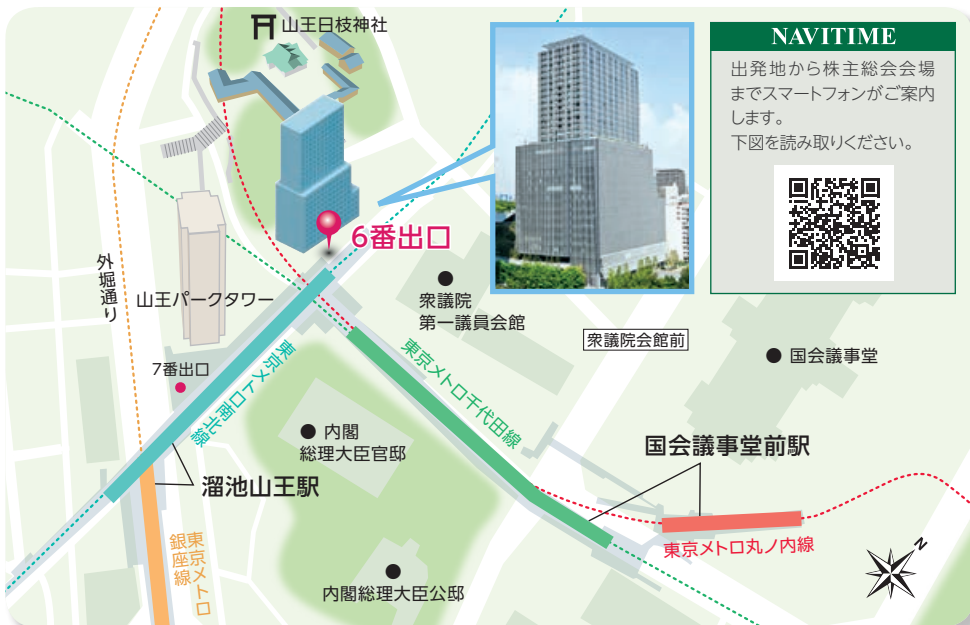 山王日枝神社
NAVITIME
出発地から株主総会会場
までスマートフォンがご案内
します。
下図を読み取りください。
6番出口
外堀通り
山王パークタワー
衆議院
第一議員会館
衆議院会館前
国会議事堂
7番出口
東京メトロ南北線
東京メトロ千代田線
内閣
総理大臣官邸
国会議事堂前駅
溜池山王駅
東京メトロ
銀座線
東京メトロ丸ノ内線
内閣総理大臣公邸
N